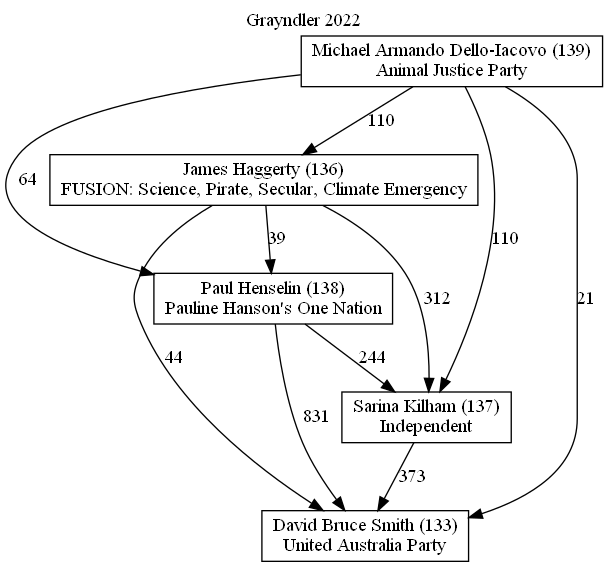 Grayndler 2022
Michael Armando Dello-Iacovo (139)
Animal Justice Party
110
James Haggerty (136)
FUSION: Science, Pirate, Secular, Climate Emergency
64
39
110
Paul Henselin (138)
Pauline Hanson's One Nation
312
21
44
244
Sarina Kilham (137)
Independent
831
373
David Bruce Smith (133)
United Australia Party